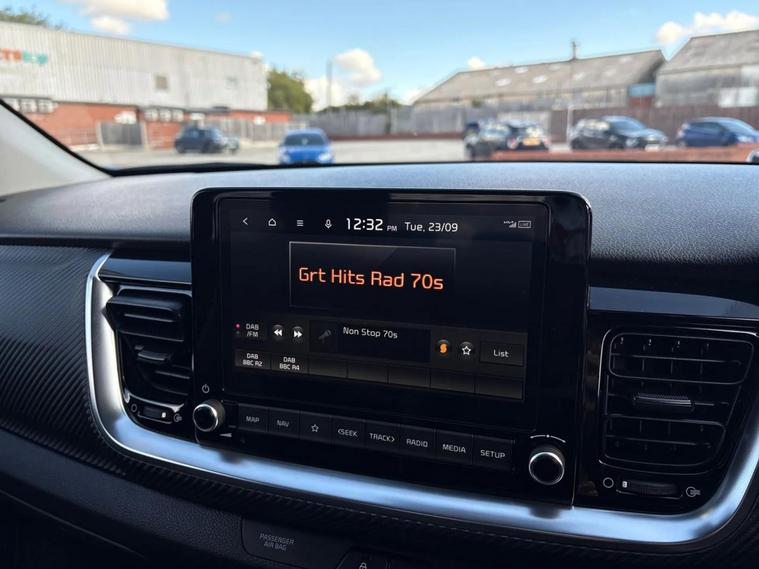 12:32 PM Tue, 23/09
Grt Hits Rad 70s
DAB
/FM
Non Stop 70s
List
DAB
BBC R2
DAB
BBC R4
MAP
NAV
<SEEK
TRACK>
RADIO
MEDIA
SETUP
PASSENGER
AIR BAG